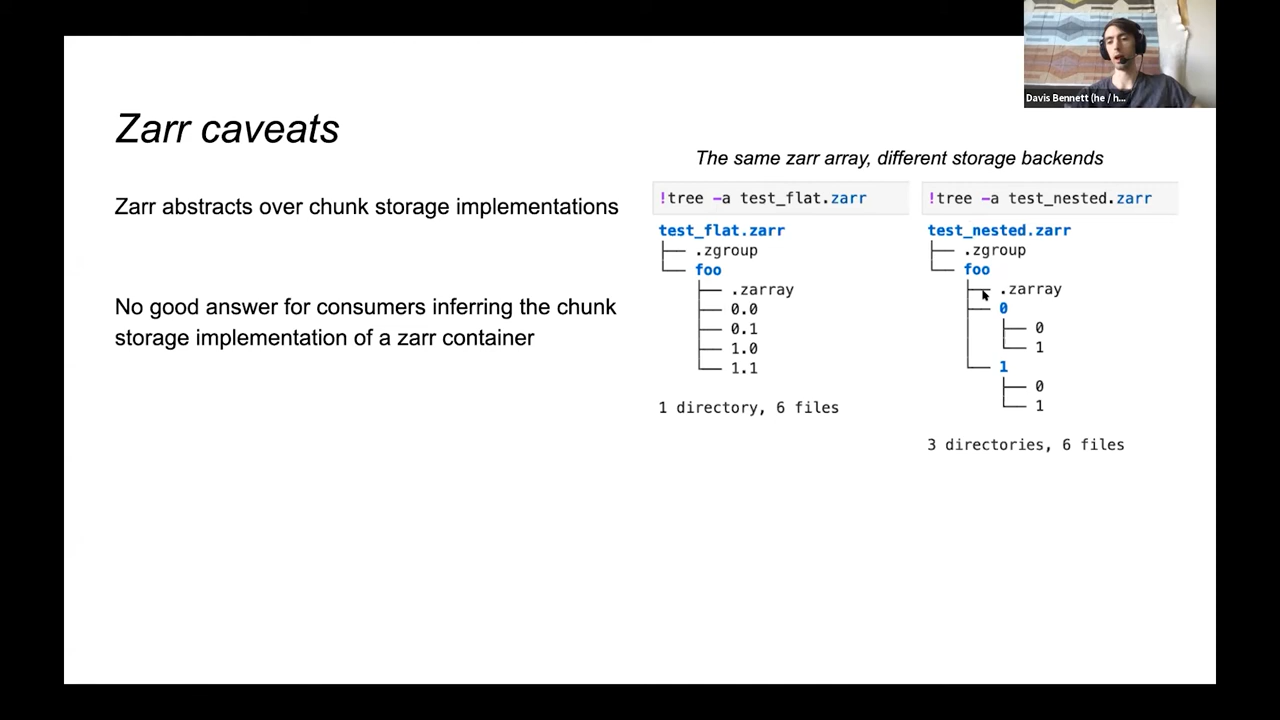 Davis Bennett (he / h...
Zarr caveats
Zarr abstracts over chunk storage implementations
No good answer for consumers inferring the chunk
storage implementation of a zarr container
The same zarr array, different storage backends
!tree -a test_flat.zarr
test_flat.zarr
├── .zgroup
└── foo
├── .zarray
├── 0.0
├── 0.1
├── 1.0
└── 1.1
1 directory, 6 files
!tree -a test_nested.zarr
test_nested.zarr
├── .zgroup
└── foo
├── .zarray
├── 0
├── 0
└── 1
└── 1
├── 0
└── 1
3 directories, 6 files